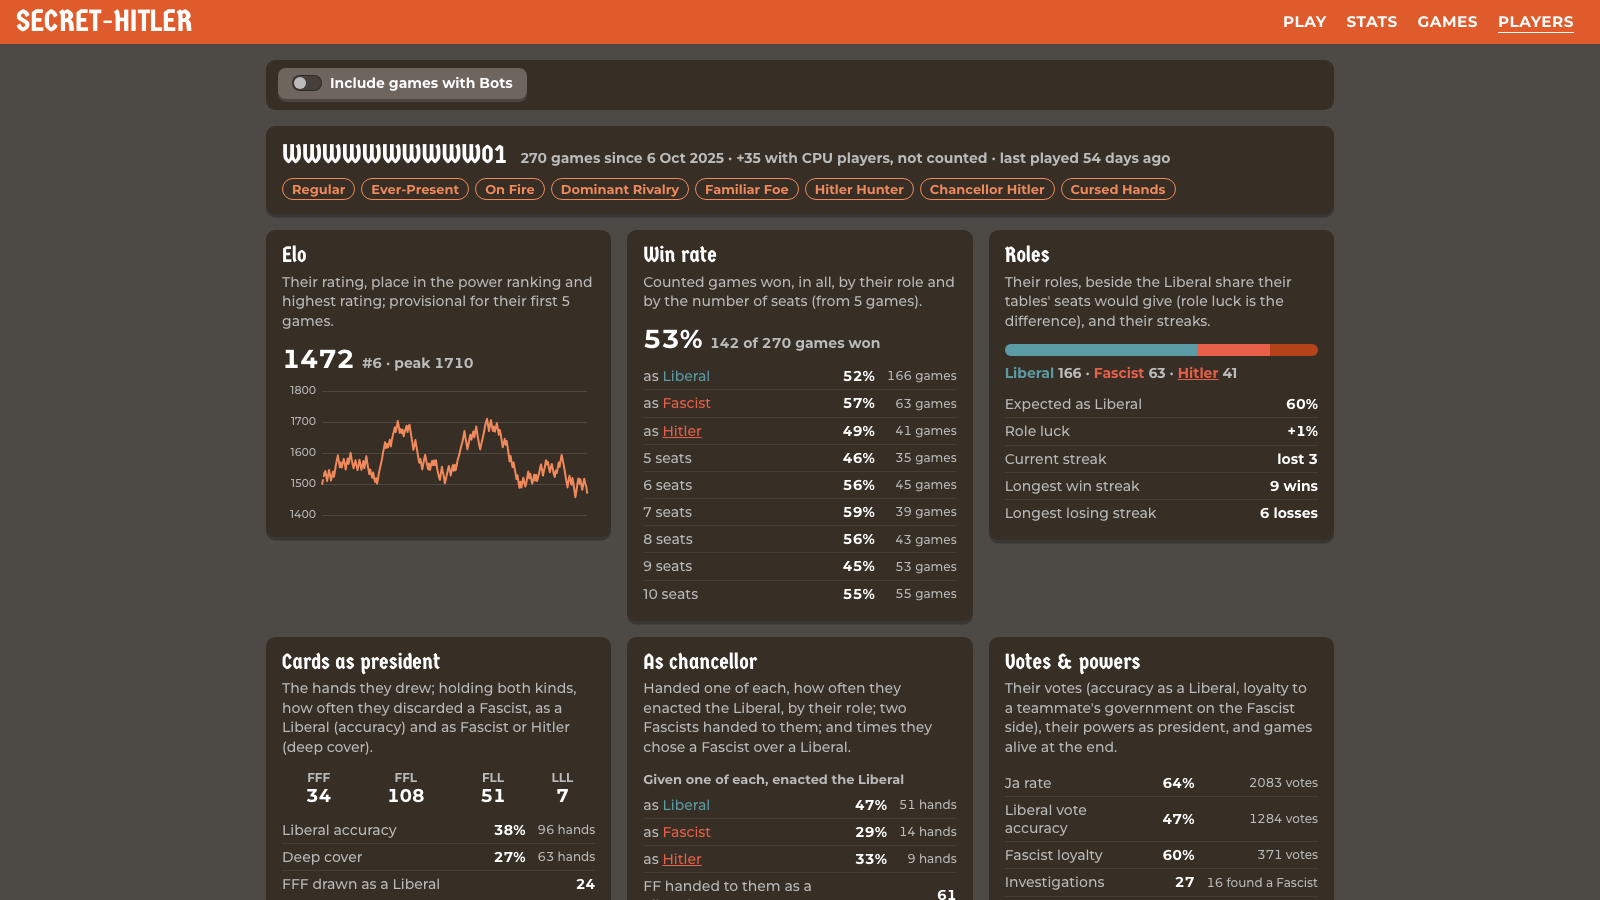 SECRET-HITLER
PLAY STATS GAMES PLAYERS
Include games with Bots
WWWWWWWWWW01 270 games since 6 Oct 2025 · +35 with CPU players, not counted · last played 54 days ago
Regular Ever-Present On Fire Dominant Rivalry Familiar Foe Hitler Hunter Chancellor Hitler Cursed Hands
Elo
Their rating, place in the power ranking and
highest rating; provisional for their first 5
games.
1472 #6 · peak 1710
1800
1700
1600
1500
1400
Win rate
Counted games won, in all, by their role and
by the number of seats (from 5 games).
53% 142 of 270 games won
as Liberal 52% 166 games
as Fascist 57% 63 games
as Hitler 49% 41 games
5 seats 46% 35 games
6 seats 56% 45 games
7 seats 59% 39 games
8 seats 56% 43 games
9 seats 45% 53 games
10 seats 55% 55 games
Roles
Their roles, beside the Liberal share their
tables' seats would give (role luck is the
difference), and their streaks.
Liberal 166 · Fascist 63 · Hitler 41
Expected as Liberal 60%
Role luck +1%
Current streak lost 3
Longest win streak 9 wins
Longest losing streak 6 losses
Cards as president
The hands they drew; holding both kinds,
how often they discarded a Fascist, as a
Liberal (accuracy) and as Fascist or Hitler
(deep cover).
FFF FFL FLL LLL
34 108 51 7
Liberal accuracy 38% 96 hands
Deep cover 27% 63 hands
FFF drawn as a Liberal 24
As chancellor
Handed one of each, how often they
enacted the Liberal, by their role; two
Fascists handed to them; and times they
chose a Fascist over a Liberal.
Given one of each, enacted the Liberal
as Liberal 47% 51 hands
as Fascist 29% 14 hands
as Hitler 33% 9 hands
FF handed to them as a 61
Votes & powers
Their votes (accuracy as a Liberal, loyalty to
a teammate's government on the Fascist
side), their powers as president, and games
alive at the end.
Ja rate 64% 2083 votes
Liberal vote
accuracy 47% 1284 votes
Fascist loyalty 60% 371 votes
Investigations 27 16 found a Fascist